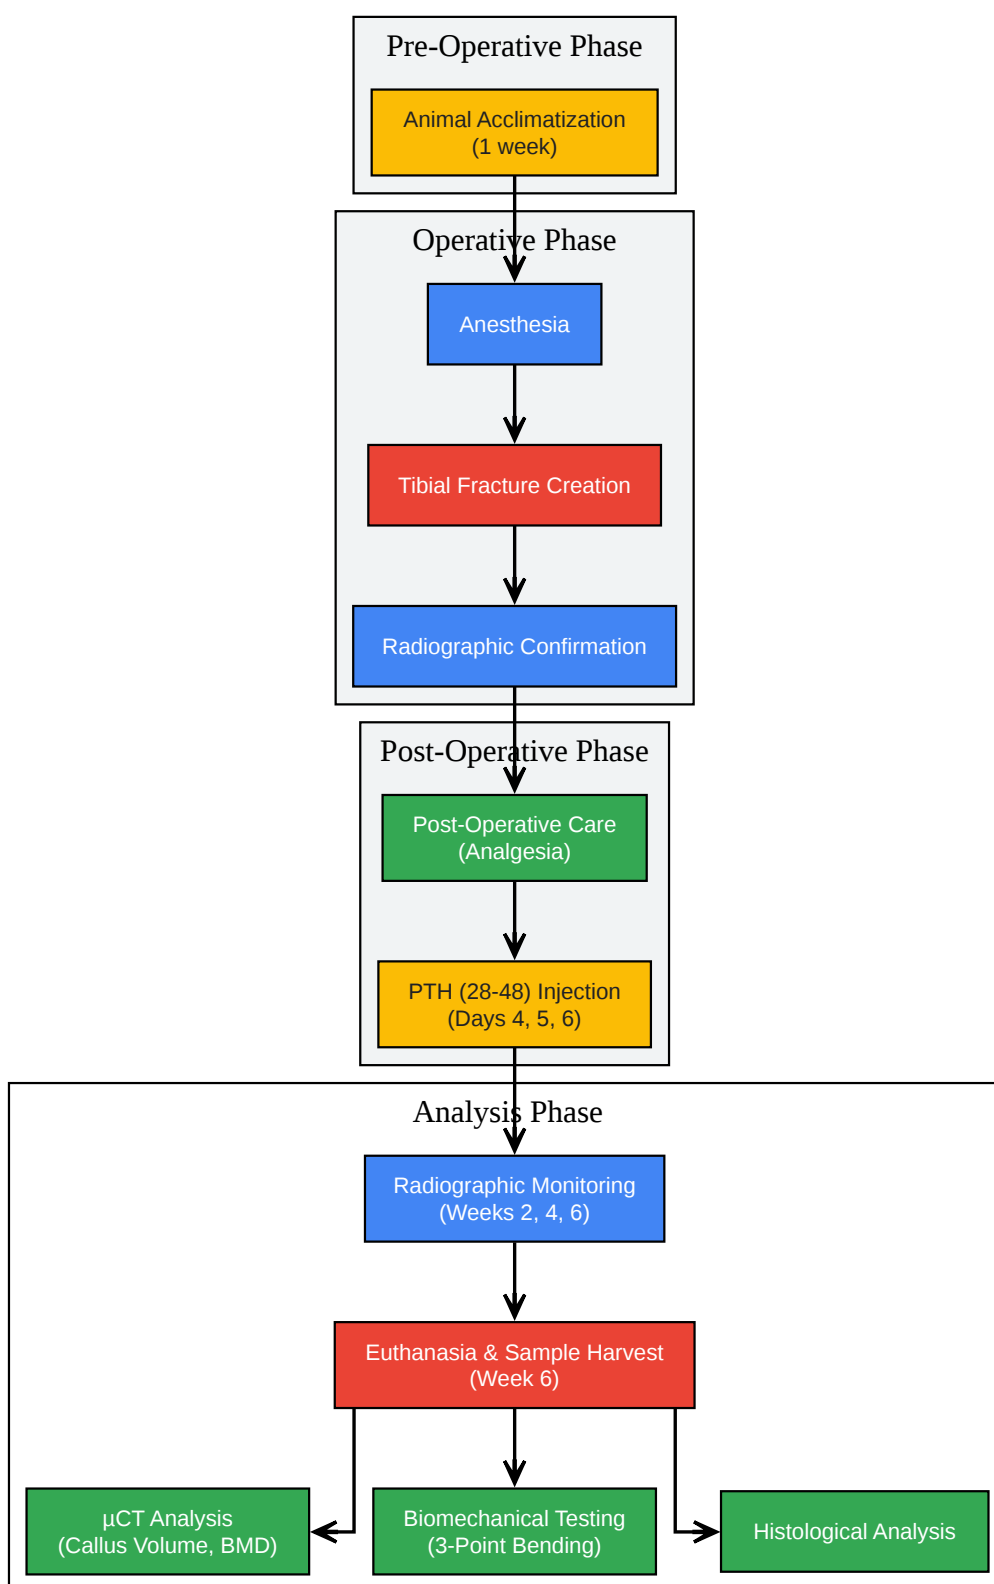 Pre-Operative Phase
Animal Acclimatization
(1 week)
Operative Phase
Anesthesia
Tibial Fracture Creation
Radiographic Confirmation
Post-Operative Phase
Post-Operative Care
(Analgesia)
PTH (28-48) Injection
(Days 4, 5, 6)
Analysis Phase
Radiographic Monitoring
(Weeks 2, 4, 6)
Euthanasia & Sample Harvest
(Week 6)
µCT Analysis
(Callus Volume, BMD)
Biomechanical Testing
(3-Point Bending)
Histological Analysis